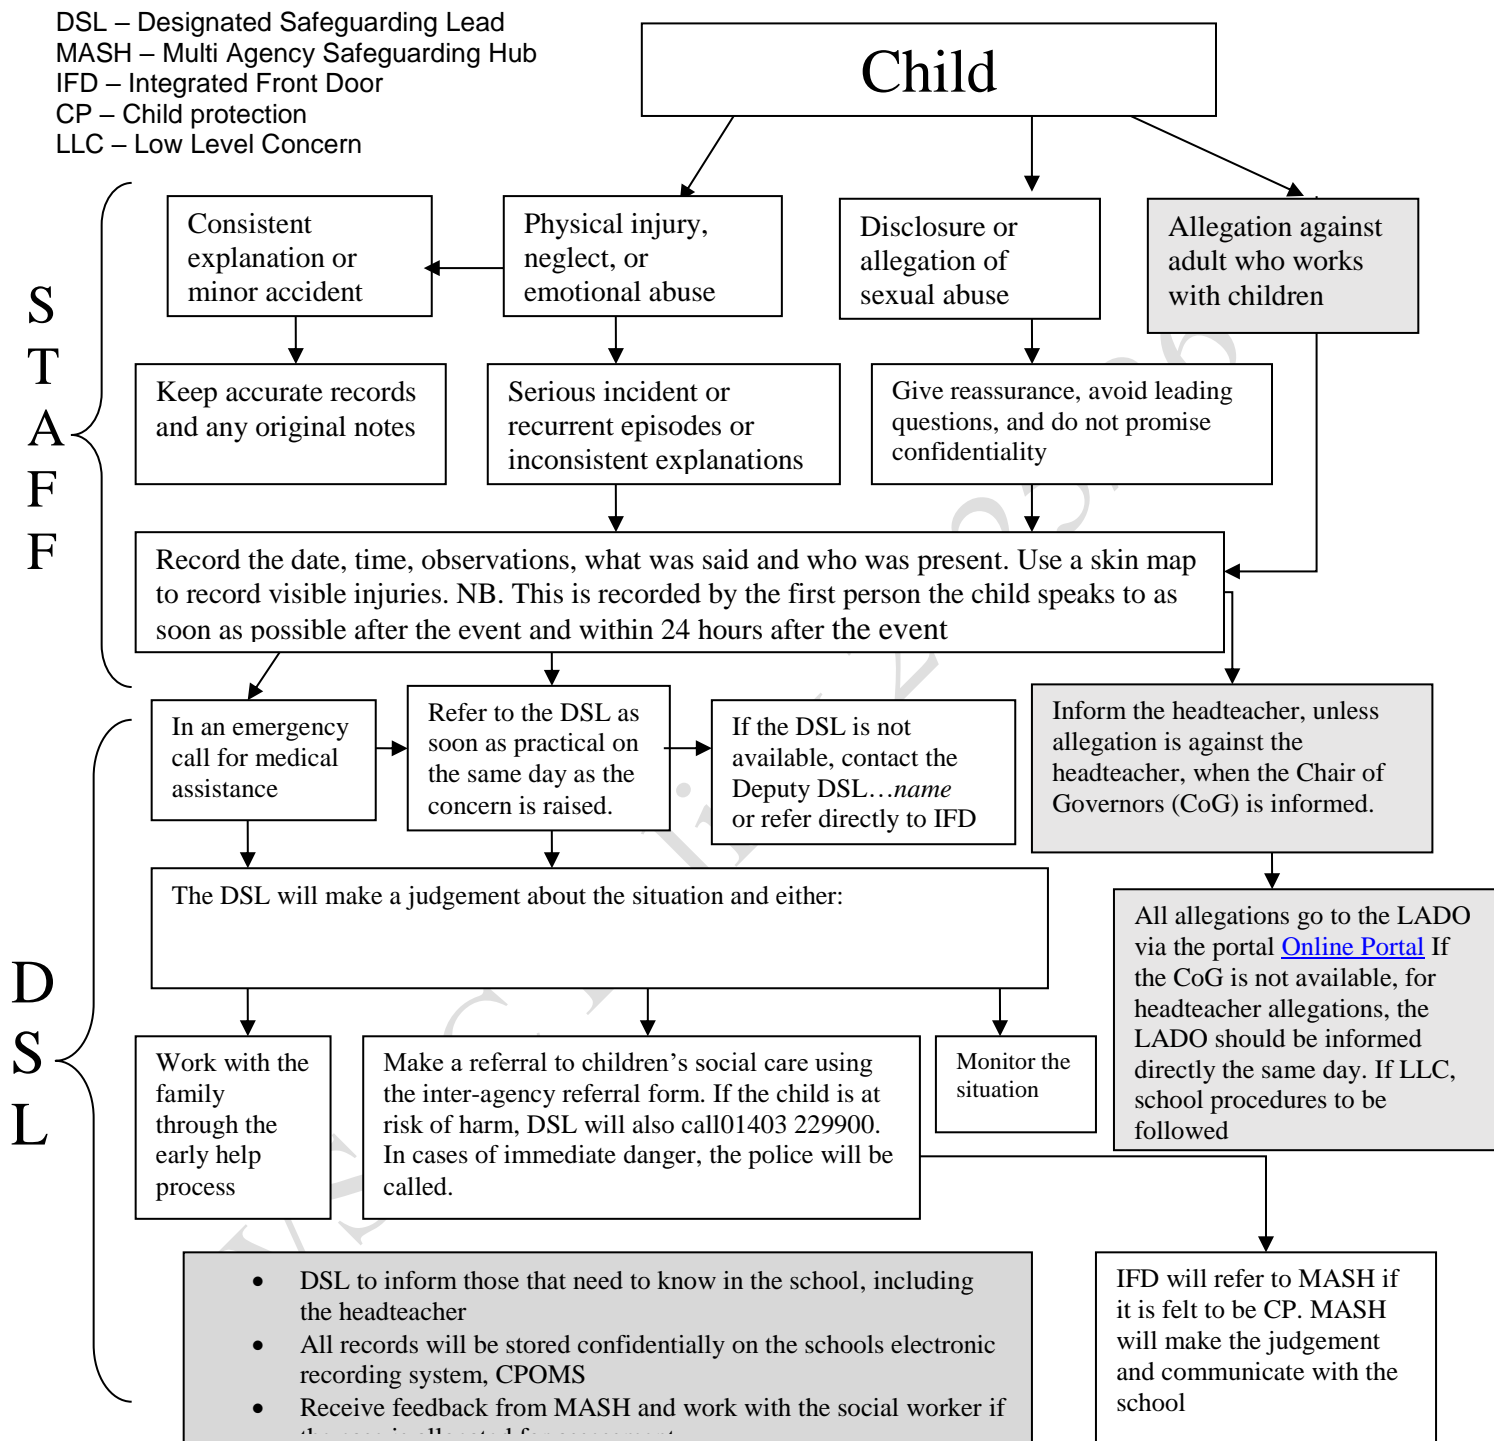 DSL – Designated Safeguarding Lead
MASH – Multi Agency Safeguarding Hub
IFD – Integrated Front Door
CP – Child protection
LLC – Low Level Concern
Child
S
T
A
F
F
Consistent
explanation or
minor accident
Physical injury,
neglect, or
emotional abuse
Disclosure or
allegation of
sexual abuse
Allegation against
adult who works
with children
Keep accurate records
and any original notes
Serious incident or
recurrent episodes or
inconsistent explanations
Give reassurance, avoid leading
questions, and do not promise
confidentiality
Record the date, time, observations, what was said and who was present. Use a skin map
to record visible injuries. NB. This is recorded by the first person the child speaks to as
soon as possible after the event and within 24 hours after the event
D
S
L
In an emergency
call for medical
assistance
Refer to the DSL as
soon as practical on
the same day as the
concern is raised.
If the DSL is not
available, contact the
Deputy DSL…name
or refer directly to IFD
Inform the headteacher, unless
allegation is against the
headteacher, when the Chair of
Governors (CoG) is informed.
The DSL will make a judgement about the situation and either:
All allegations go to the LADO
via the portal Online Portal If
the CoG is not available, for
headteacher allegations, the
LADO should be informed
directly the same day. If LLC,
school procedures to be
followed
Work with the
family
through the
early help
process
Make a referral to children’s social care using
the inter-agency referral form. If the child is at
risk of harm, DSL will also call01403 229900.
In cases of immediate danger, the police will be
called.
Monitor the
situation
• DSL to inform those that need to know in the school, including
the headteacher
• All records will be stored confidentially on the schools electronic
recording system, CPOMS
• Receive feedback from MASH and work with the social worker if
IFD will refer to MASH if
it is felt to be CP. MASH
will make the judgement
and communicate with the
school